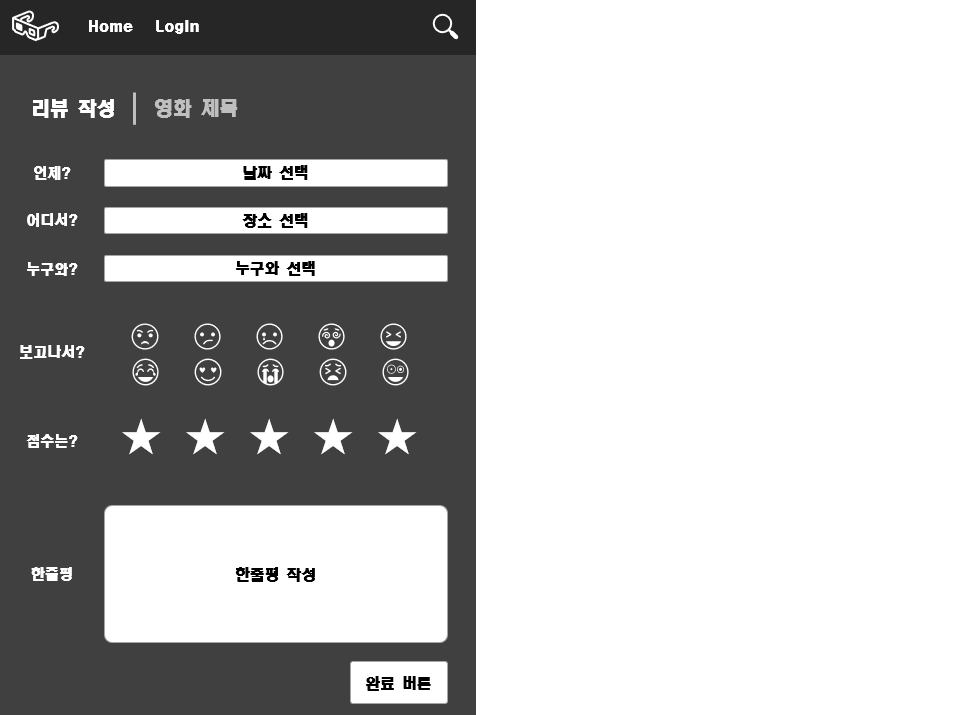 Home Login
리뷰 작성 영화 제목
언제? 날짜 선택
어디서? 장소 선택
누구와? 누구와 선택
보고나서?
점수는?
한줄평 한줄평 작성
완료 버튼